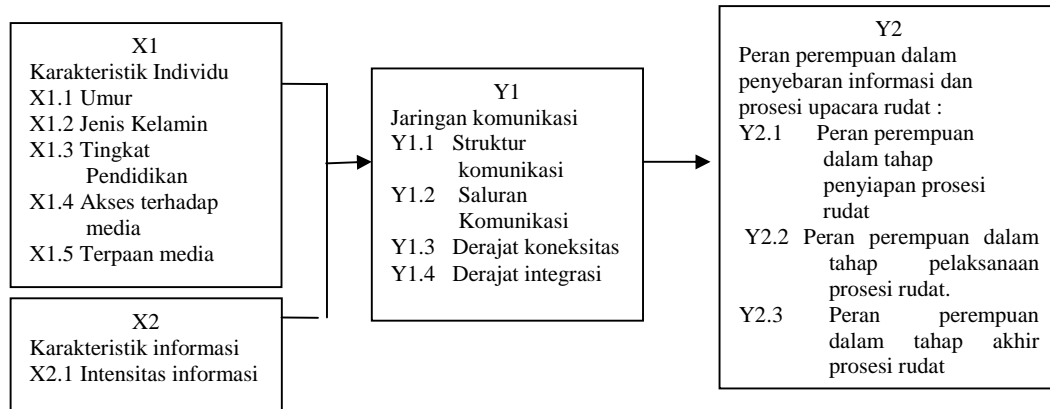 X1
Karakteristik Individu
X1.1 Umur
X1.2 Jenis Kelamin
X1.3 Tingkat
Pendidikan
X1.4 Akses terhadap
media
X1.5 Terpaan media
X2
Karakteristik informasi
X2.1 Intensitas informasi
Y1
Jaringan komunikasi
Y1.1 Struktur
komunikasi
Y1.2 Saluran
Komunikasi
Y1.3 Derajat koneksitas
Y1.4 Derajat integrasi
Y2
Peran perempuan dalam
penyebaran informasi dan
prosesi upacara rudat :
Y2.1 Peran perempuan
dalam tahap
penyiapan prosesi
rudat
Y2.2 Peran perempuan dalam
tahap pelaksanaan
prosesi rudat.
Y2.3 Peran perempuan
dalam tahap akhir
prosesi rudat